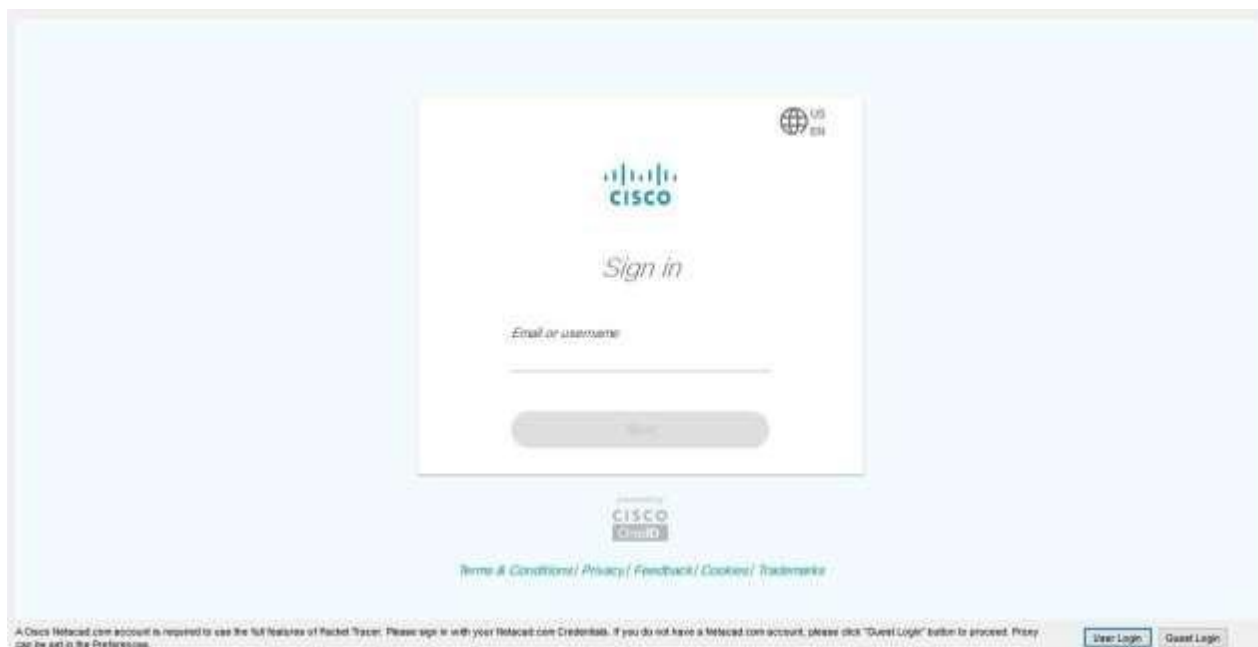 US
EN
CISCO
Sign in
Email or username
Next
CISCO
OneID
Terms & Conditions/ Privacy/ Feedback/ Cookies/ Trademarks
A Cisco Netacad.com account is required to use the full features of Packet Tracer. Please sign in with your Netacad.com Credentials. If you do not have a Netacad.com account, please click "Guest Login" button to proceed. Proxy
can be set in the Preferences.
User Login
Guest Login